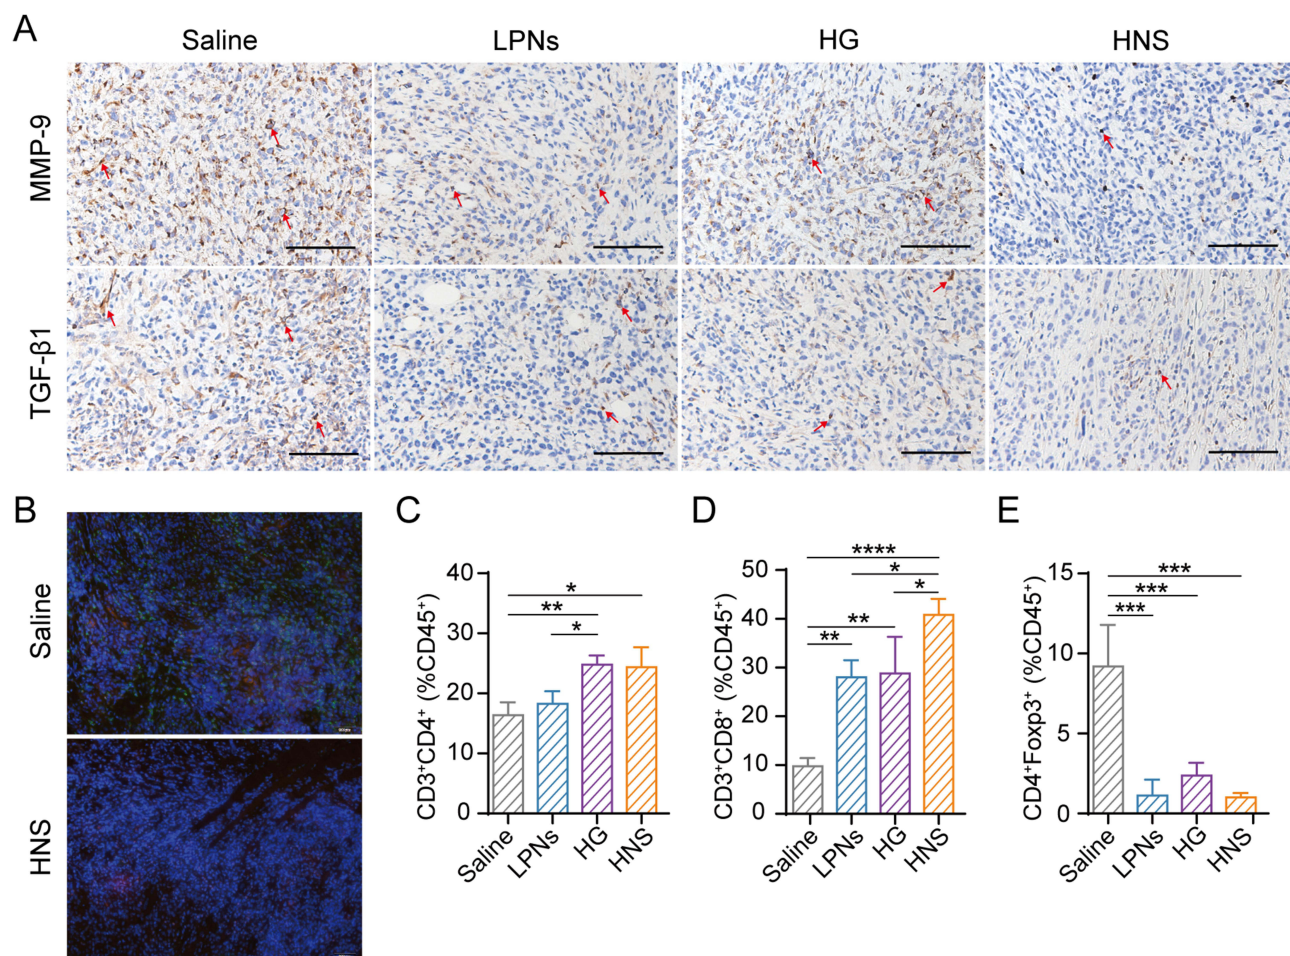 A
Saline LPNs HG HNS
MMP-9
TGF-β1
B
Saline
HNS
C
CD3⁺CD4⁺ (%CD45⁺)
40
30
20
10
0
*
**
*
Saline LPNs HG HNS
D
CD3⁺CD8⁺ (%CD45⁺)
50
40
30
20
10
0
****
*
*
**
**
Saline LPNs HG HNS
E
CD4⁺Foxp3⁺ (%CD45⁺)
15
10
5
0
***
***
***
Saline LPNs HG HNS